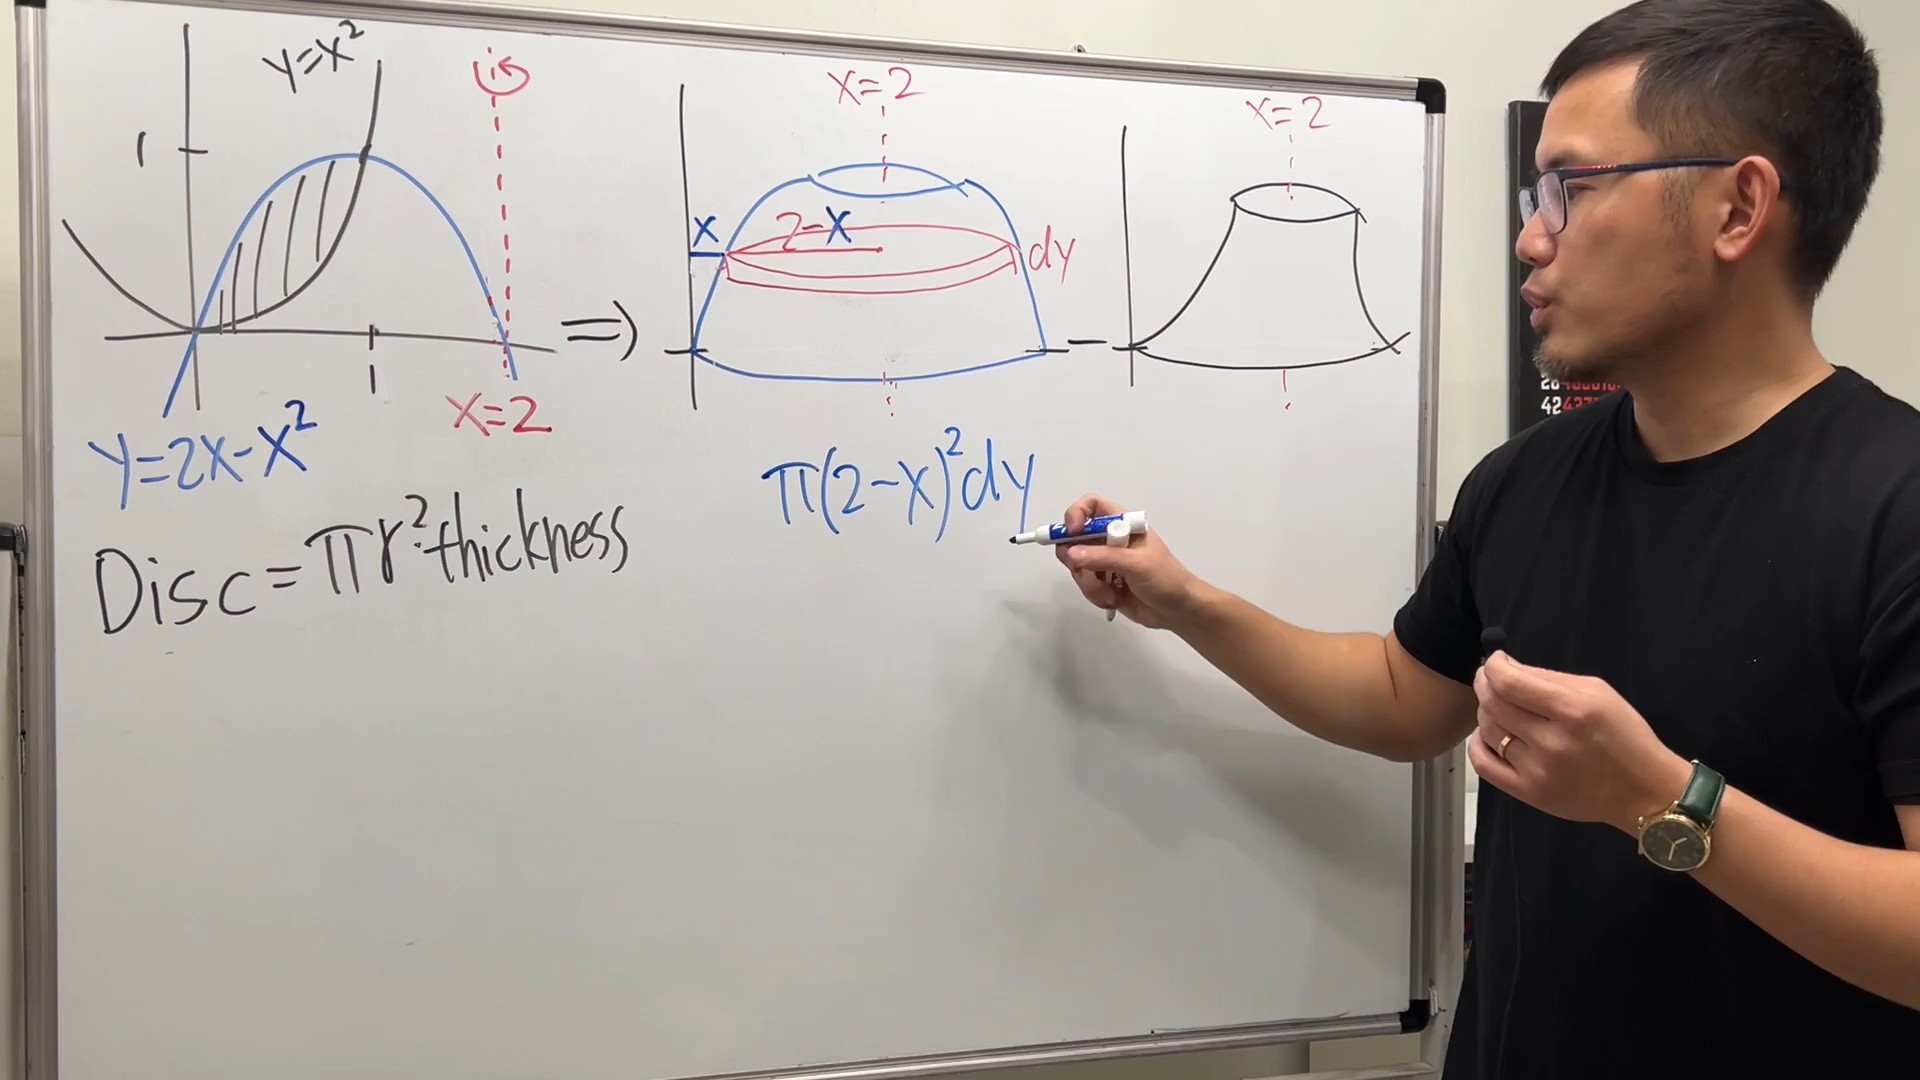 y=x²
1
1
y=2x-x²
x=2
Disc=πr²·thickness
x=2
x
2-x
dy
π(2-x)²dy
x=2